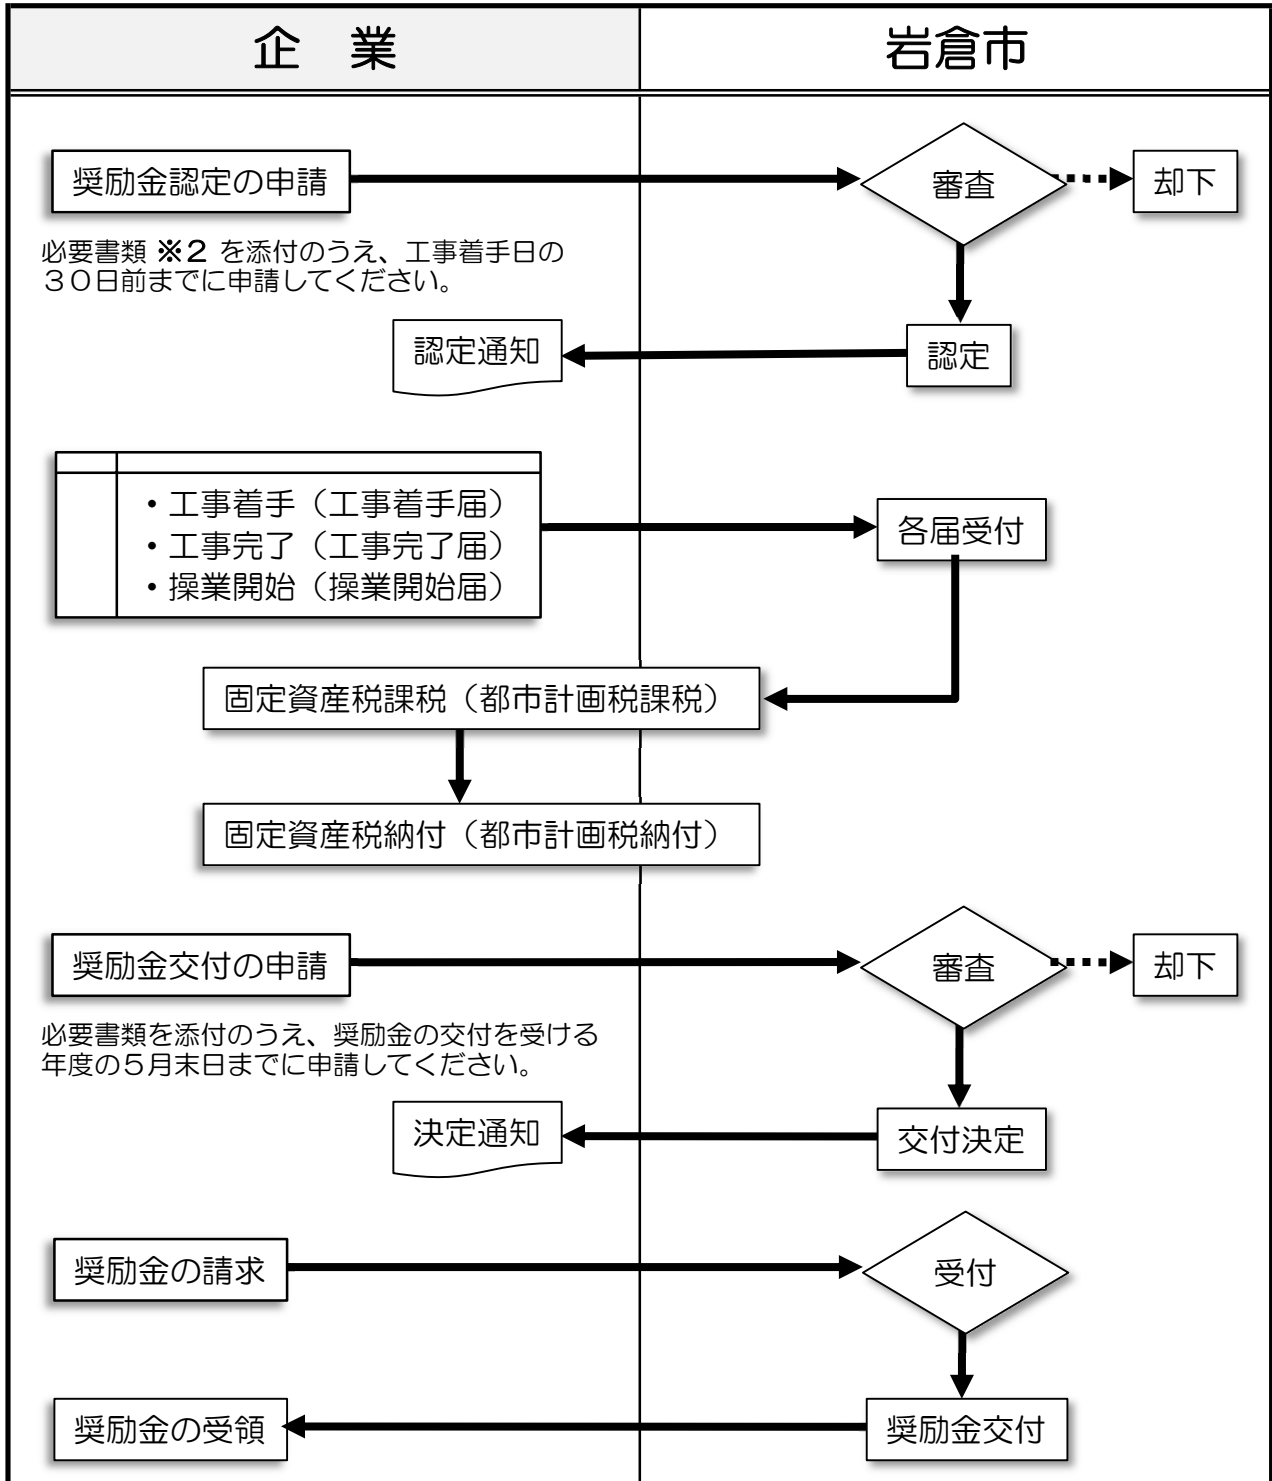 企　業
岩倉市
奨励金認定の申請
審査
却下
必要書類 ※２ を添付のうえ、工事着手日の
３０日前までに申請してください。
認定通知
認定
・工事着手（工事着手届）
・工事完了（工事完了届）
・操業開始（操業開始届）
各届受付
固定資産税課税（都市計画税課税）
固定資産税納付（都市計画税納付）
奨励金交付の申請
審査
却下
必要書類を添付のうえ、奨励金の交付を受ける
年度の５月末日までに申請してください。
決定通知
交付決定
奨励金の請求
受付
奨励金の受領
奨励金交付